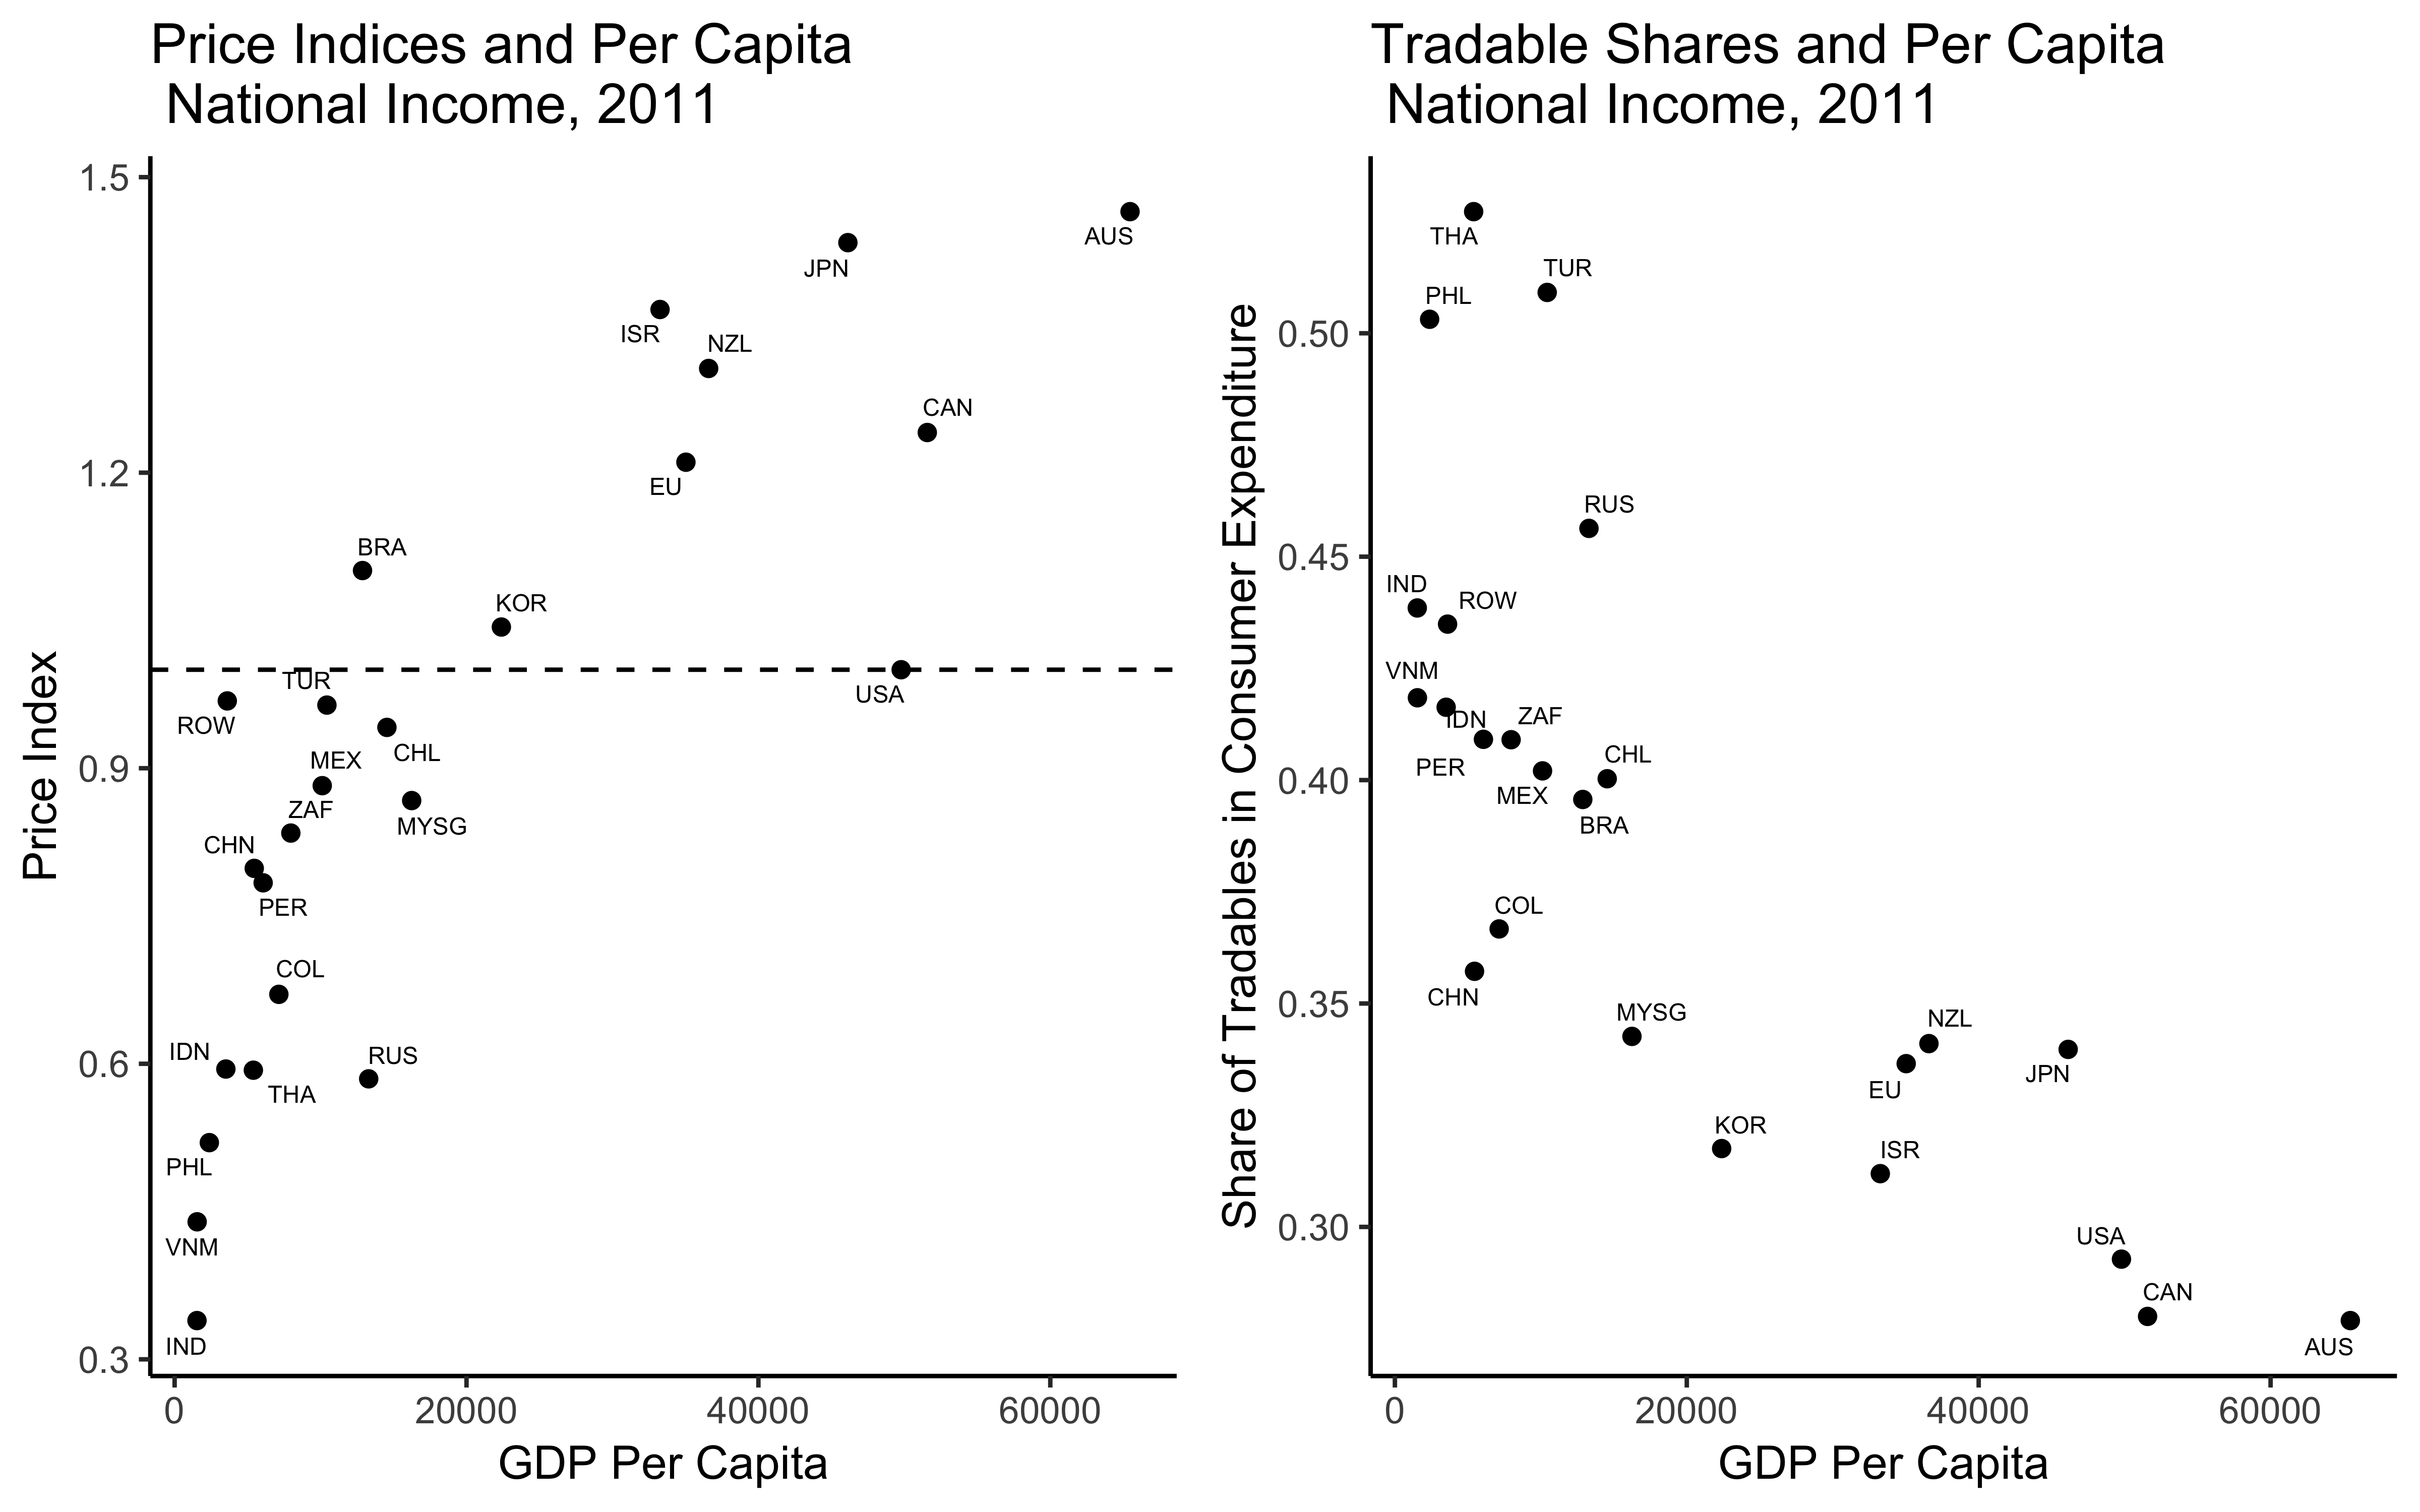 Price Indices and Per Capita
National Income, 2011
Price Index
1.5
1.2
0.9
0.6
0.3
AUS
JPN
ISR
NZL
CAN
EU
BRA
KOR
TUR
USA
ROW
CHL
MEX
ZAF
MYSG
CHN
PER
COL
IDN
RUS
THA
PHL
VNM
IND
0
20000
40000
60000
GDP Per Capita
Tradable Shares and Per Capita
National Income, 2011
Share of Tradables in Consumer Expenditure
0.50
0.45
0.40
0.35
0.30
THA
TUR
PHL
RUS
IND
ROW
VNM
IDN
ZAF
PER
CHL
MEX
BRA
COL
CHN
MYSG
NZL
EU
JPN
KOR
ISR
USA
CAN
AUS
0
20000
40000
60000
GDP Per Capita